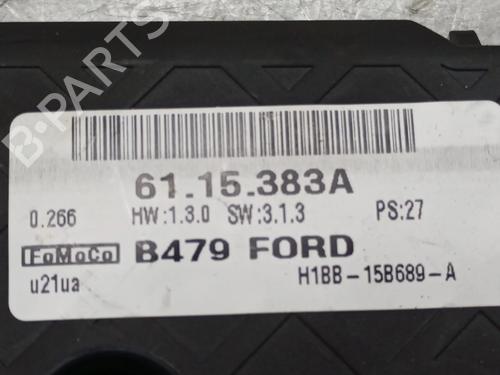 B-PARTS
61.15.383A
0.266 HW:1.3.0 SW:3.1.3 PS:27
FoMoCo B479 FORD
u21ua H1BB-15B689-A